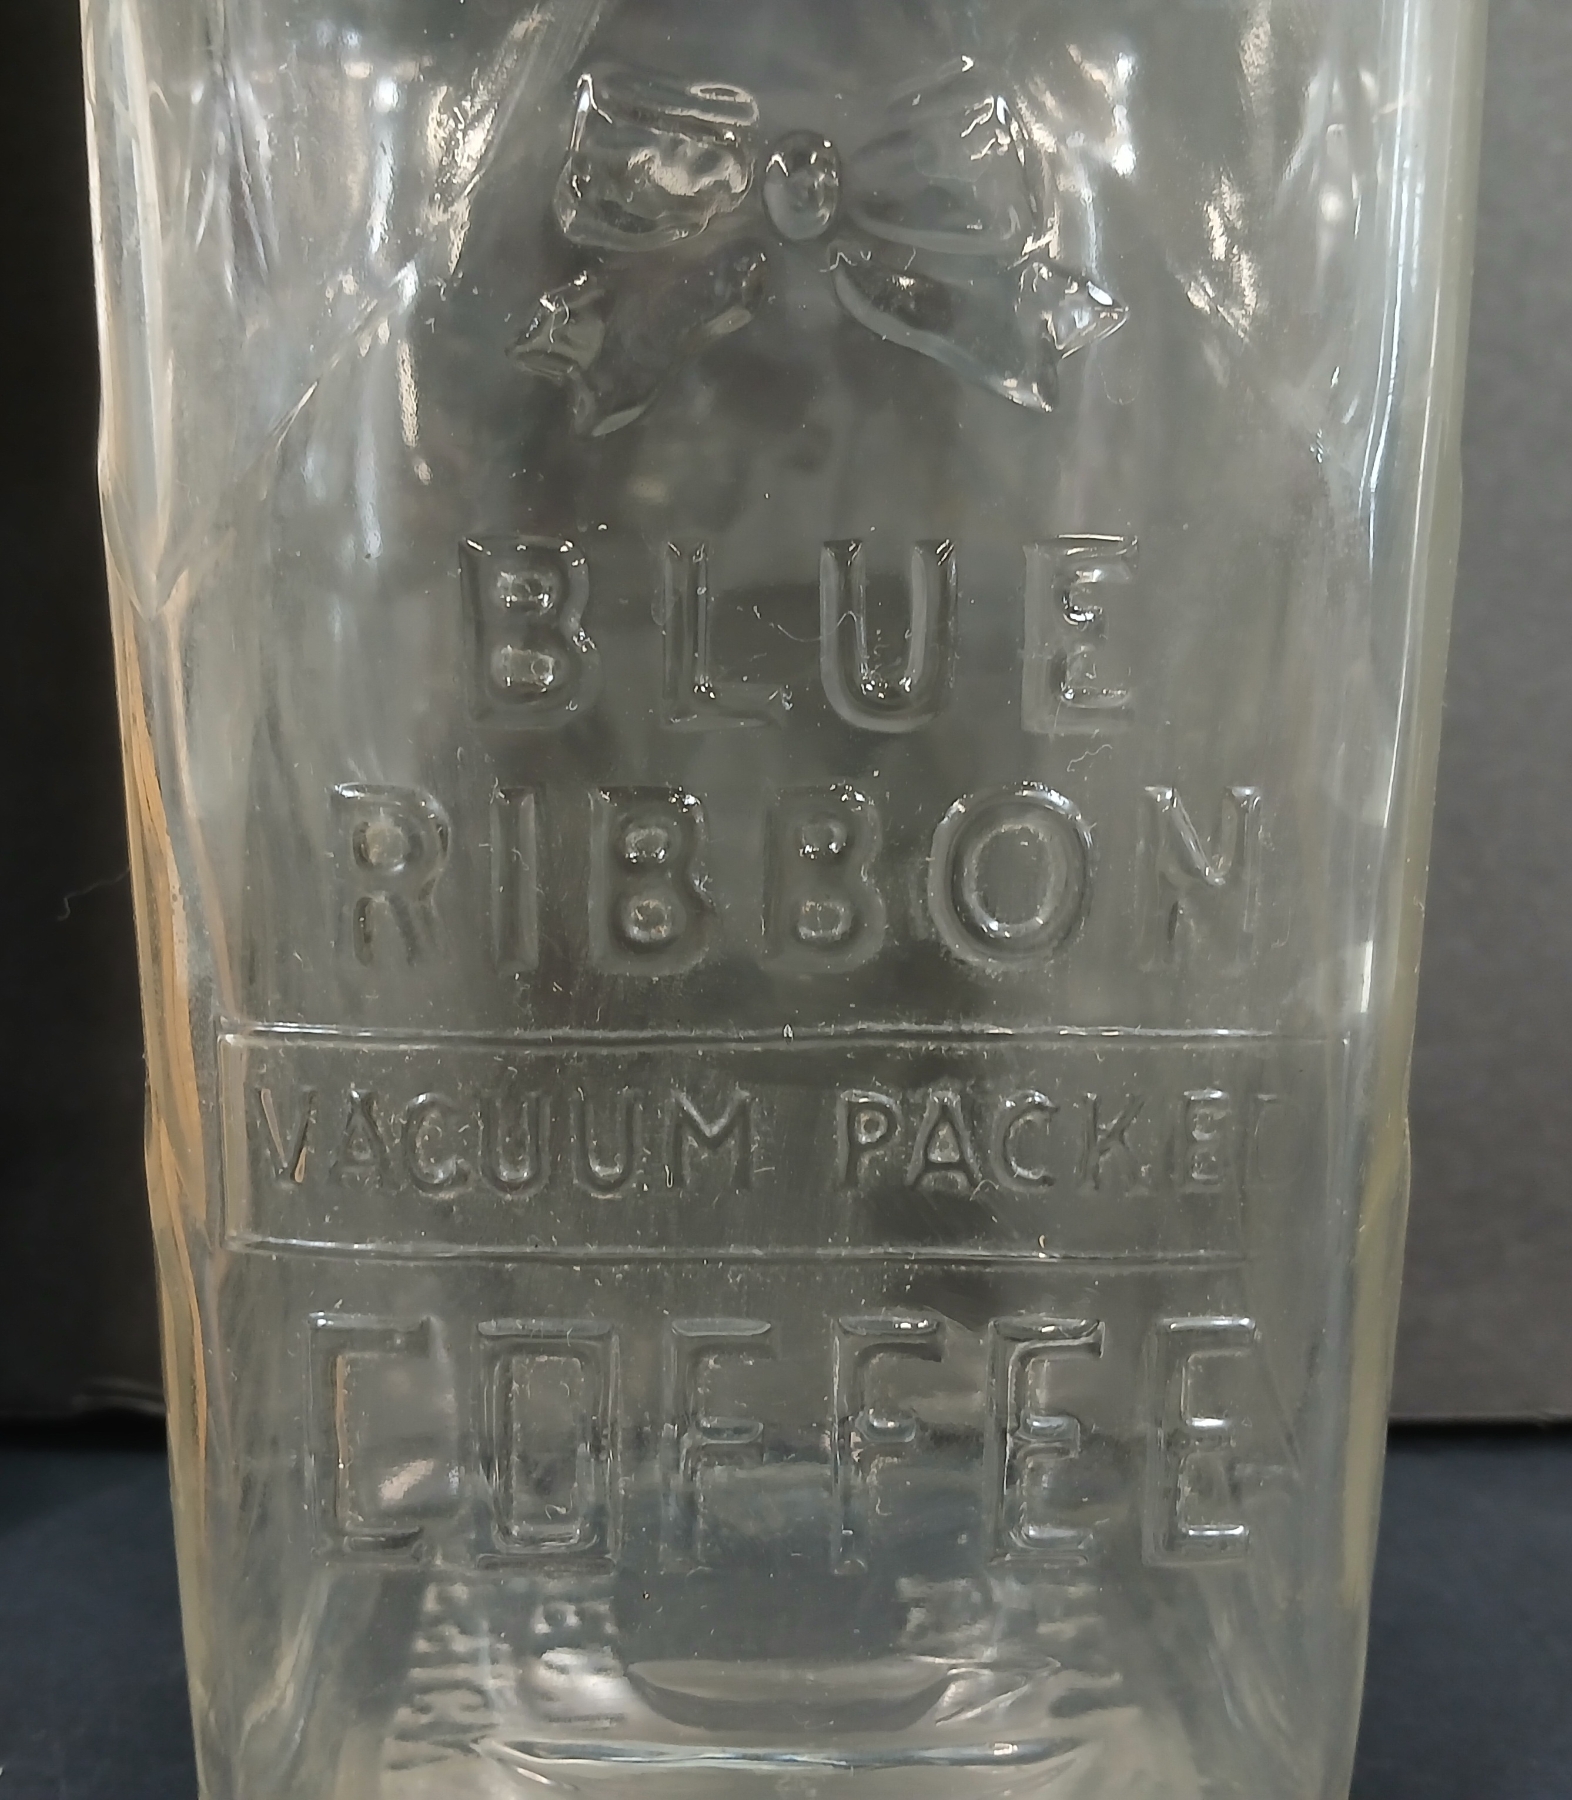 BLUE
RIBBON
VACUUM PACKED
COFFEE